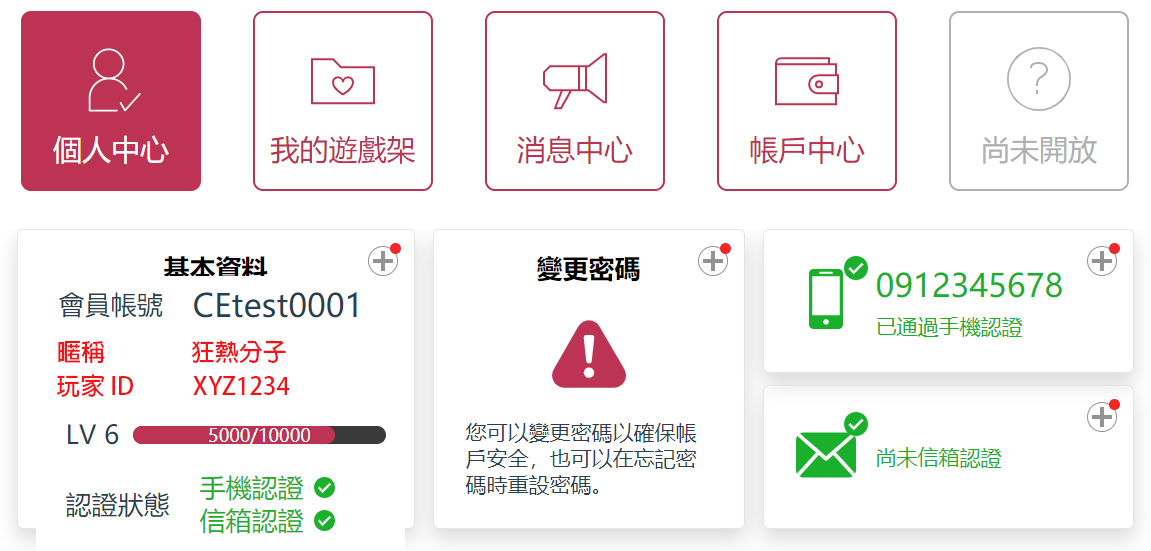 個人中心
我的遊戲架
消息中心
帳戶中心
?
尚未開放
基本資料
會員帳號 CEtest0001
暱稱 狂熱分子
玩家 ID XYZ1234
LV 6 5000/10000
認證狀態
手機認證
信箱認證
變更密碼
!
您可以變更密碼以確保帳
戶安全，也可以在忘記密
碼時重設密碼。
0912345678
已通過手機認證
尚未信箱認證